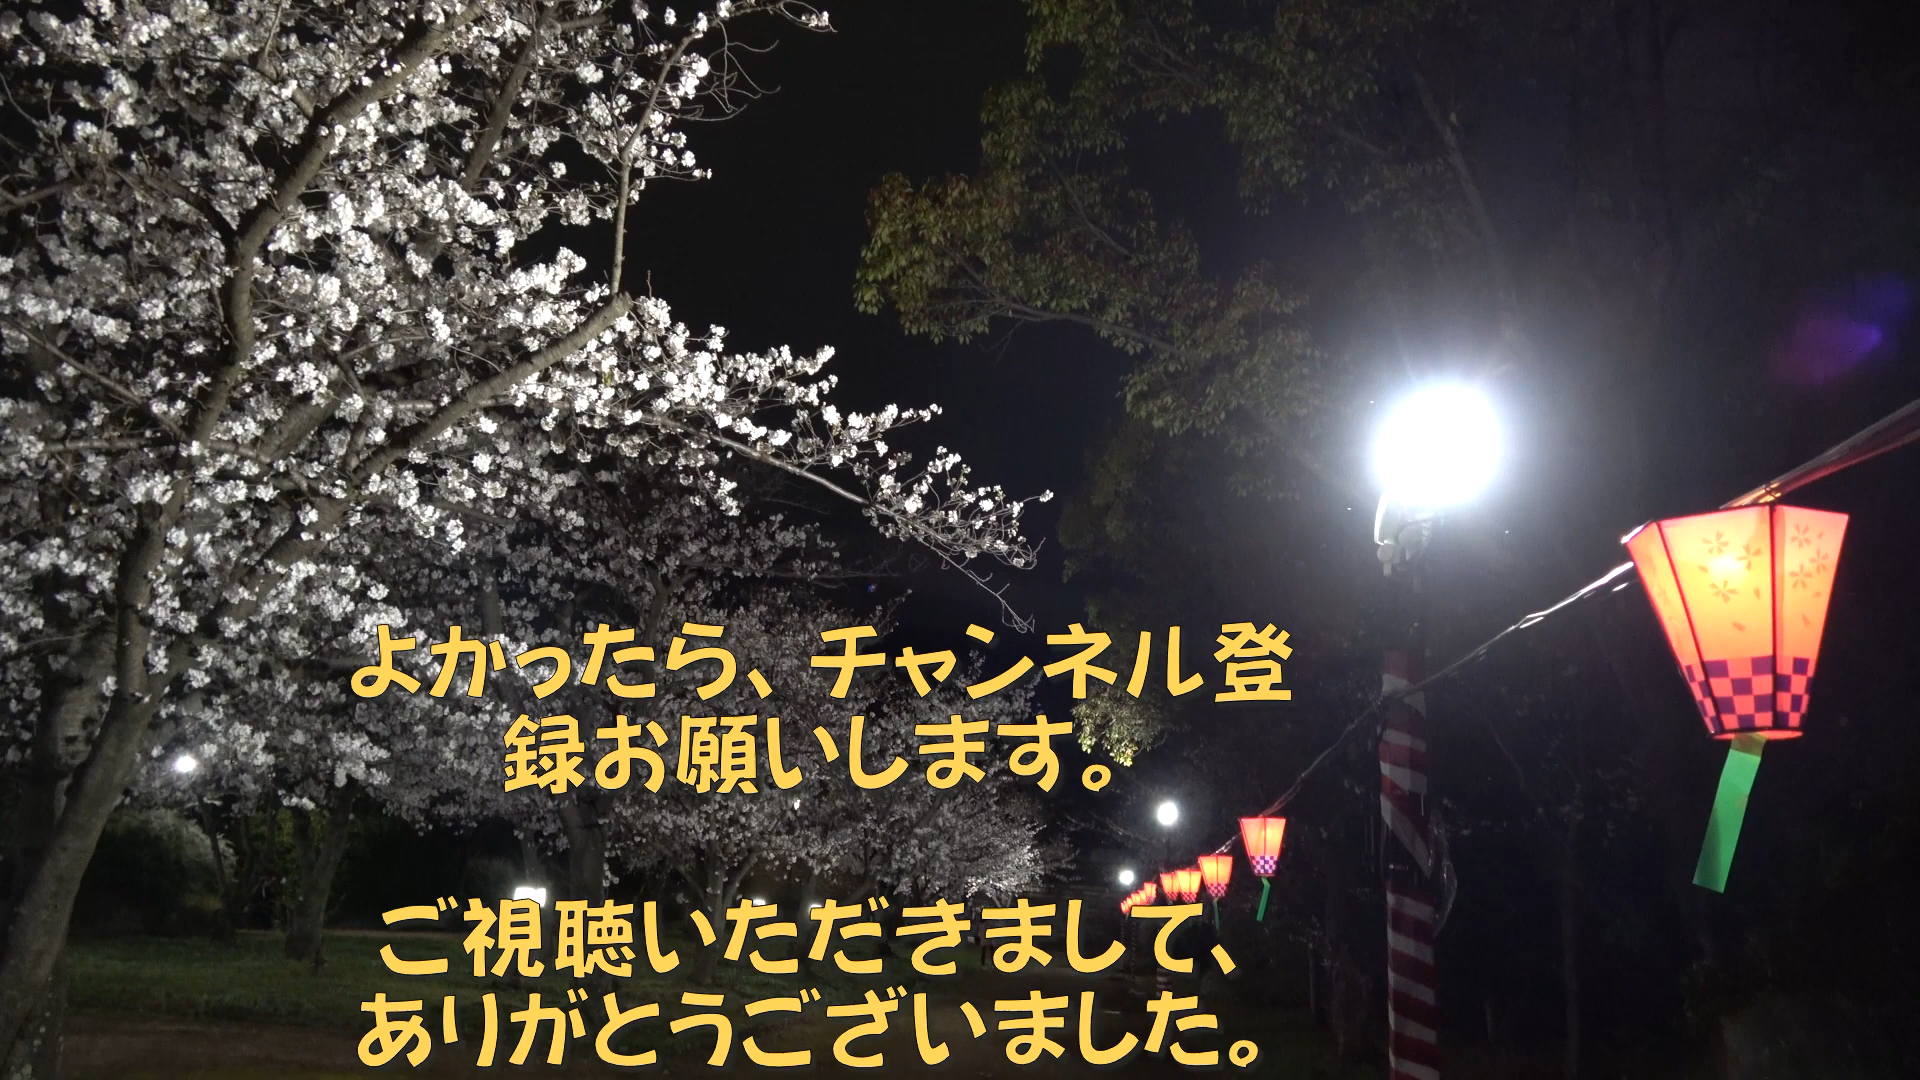 よかったら、チャンネル登
録お願いします。
ご視聴いただきまして、
ありがとうございました。